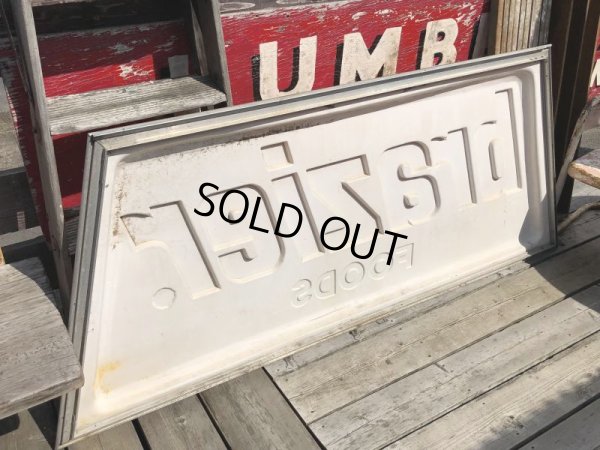 UMB
brazier.
FOODS
SOLD OUT